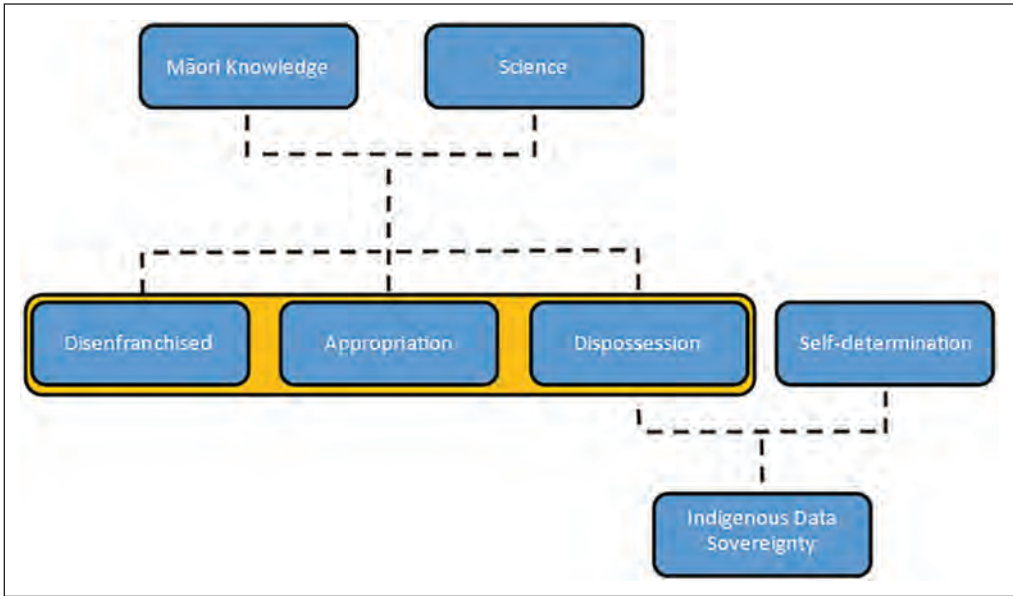 Māori Knowledge
Science
Disenfranchised
Appropriation
Dispossession
Self-determination
Indigenous Data
Sovereignty